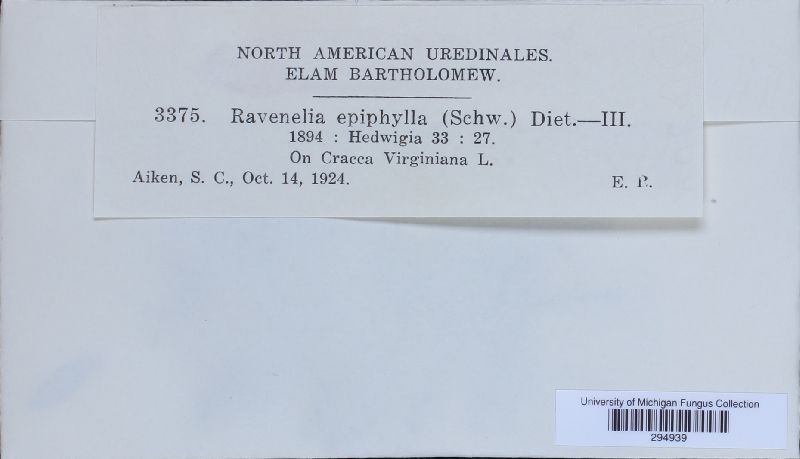 NORTH AMERICAN UREDINALES.
ELAM BARTHOLOMEW.
3375. Ravenelia epiphylla (Schw.) Diet.—III.
1894 : Hedwigia 33 : 27.
On Cracca Virginiana L.
Aiken, S. C., Oct. 14, 1924. E. B.
University of Michigan Fungus Collection
294939